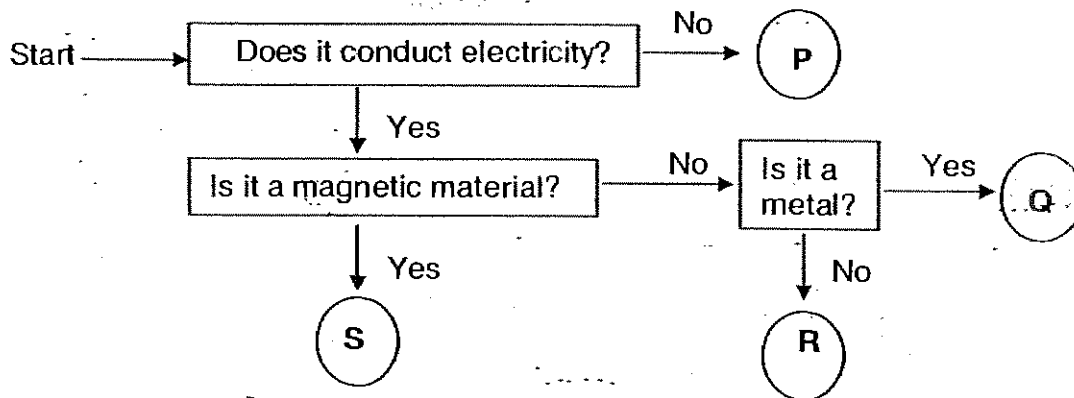 No
Start
Does it conduct electricity?
P
Yes
Is it a magnetic material?
No
Is it a
metal?
Yes
Q
Yes
No
S
R